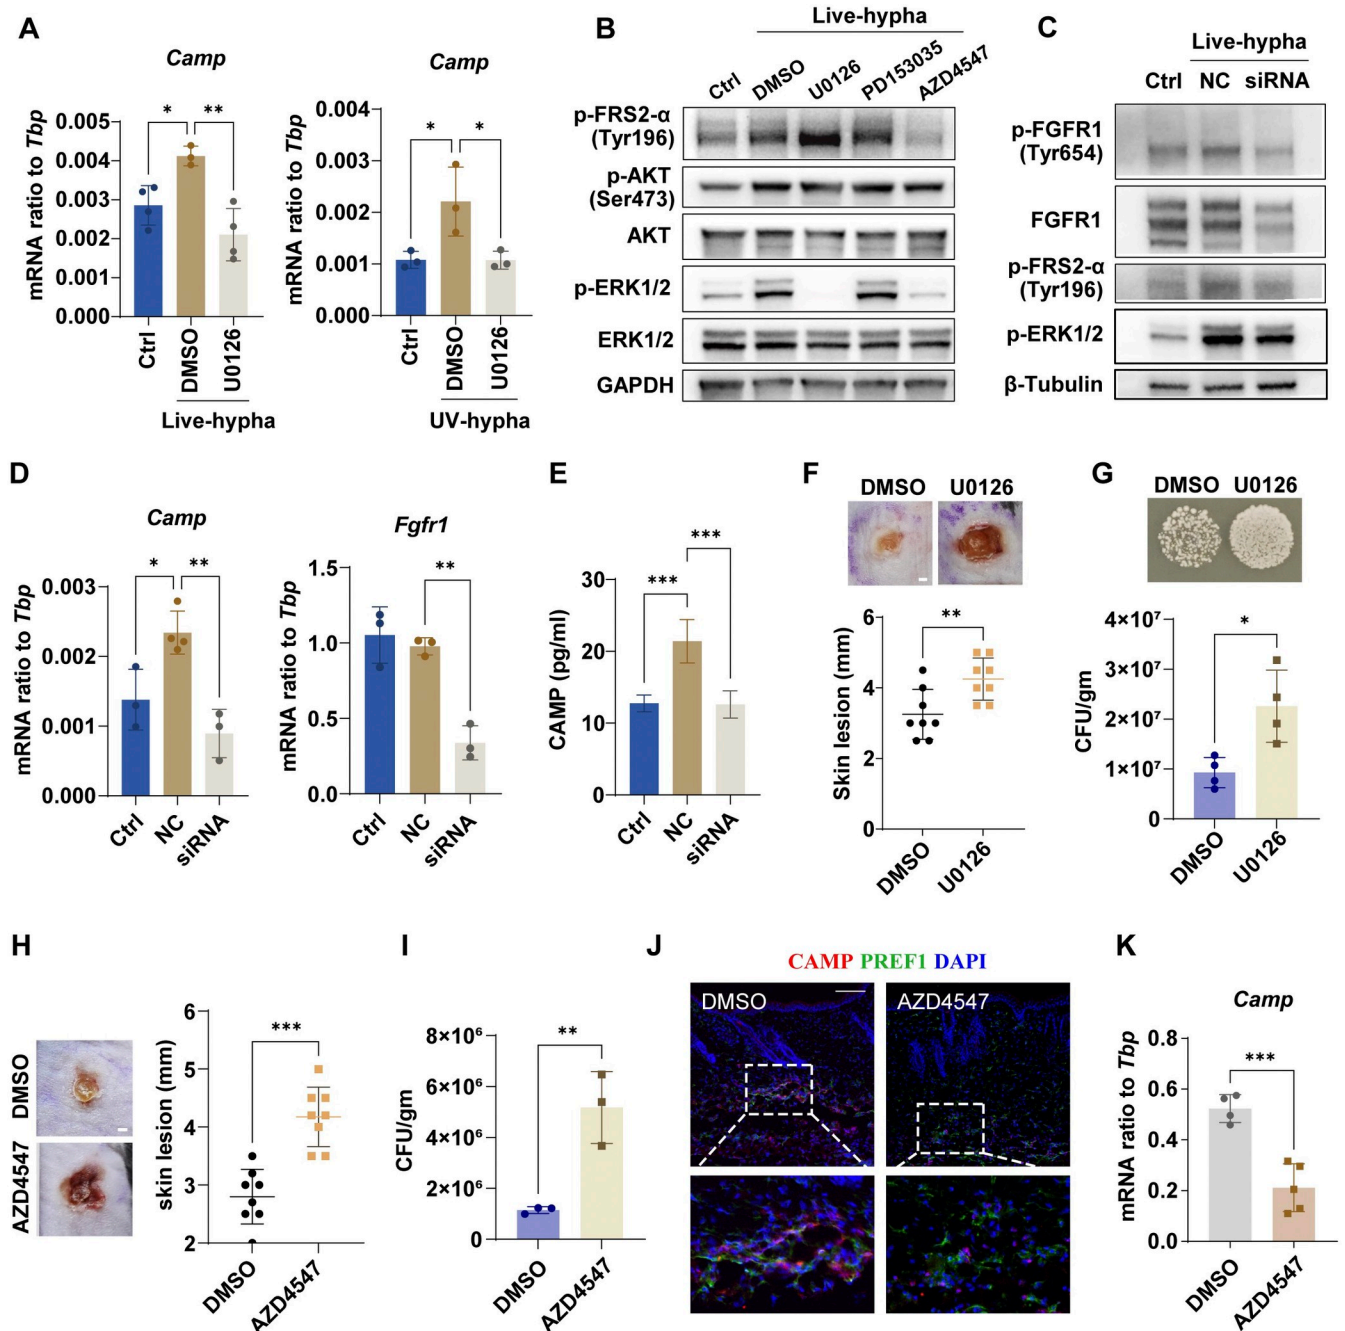 A
Camp
mRNA ratio to Tbp
0.005
0.004
0.003
0.002
0.001
0.000
*
**
Ctrl
DMSO
U0126
Live-hypha
Camp
mRNA ratio to Tbp
0.004
0.003
0.002
0.001
0.000
*
*
Ctrl
DMSO
U0126
UV-hypha
B
Live-hypha
Ctrl
DMSO
U0126
PD153035
AZD4547
p-FRS2-α
(Tyr196)
p-AKT
(Ser473)
AKT
p-ERK1/2
ERK1/2
GAPDH
C
Live-hypha
Ctrl NC siRNA
p-FGFR1
(Tyr654)
FGFR1
p-FRS2-α
(Tyr196)
p-ERK1/2
β-Tubulin
D
Camp
mRNA ratio to Tbp
0.003
0.002
0.001
0.000
*
**
Ctrl
NC
siRNA
Fgfr1
mRNA ratio to Tbp
1.5
1.0
0.5
0.0
**
Ctrl
NC
siRNA
E
CAMP (pg/ml)
30
20
10
0
***
***
Ctrl
NC
siRNA
F
DMSO U0126
Skin lesion (mm)
6
4
2
0
**
DMSO
U0126
G
DMSO U0126
CFU/gm
4×10⁷
3×10⁷
2×10⁷
1×10⁷
0
*
DMSO
U0126
H
DMSO
AZD4547
skin lesion (mm)
6
5
4
3
2
***
DMSO
AZD4547
I
CFU/gm
8×10⁶
6×10⁶
4×10⁶
2×10⁶
0
**
DMSO
AZD4547
J
CAMP PREF1 DAPI
DMSO
AZD4547
K
Camp
mRNA ratio to Tbp
0.8
0.6
0.4
0.2
0.0
***
DMSO
AZD4547